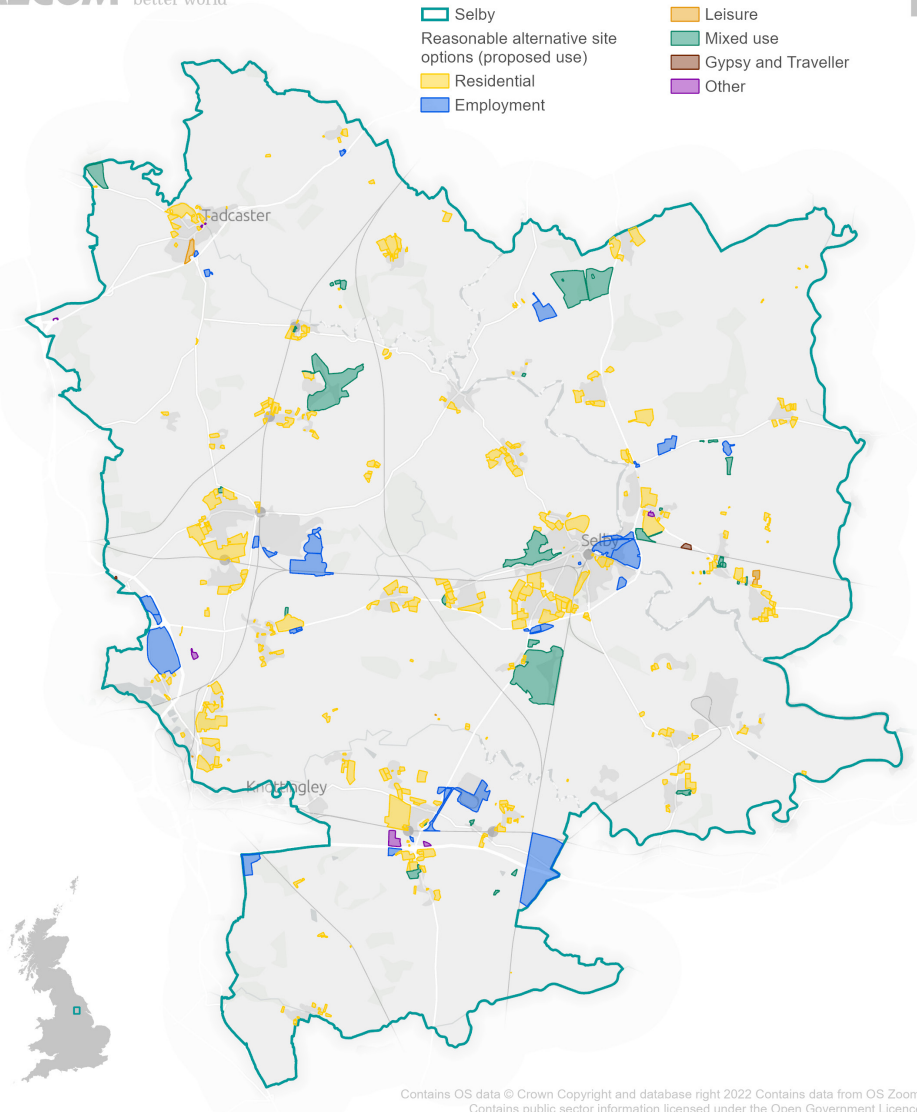 better world
Selby
Reasonable alternative site
options (proposed use)
Residential
Employment
Leisure
Mixed use
Gypsy and Traveller
Other
Tadcaster
Selby
Knottingley
Contains OS data © Crown Copyright and database right 2022 Contains data from OS Zoom
Contains public sector information licensed under the Open Government Licence